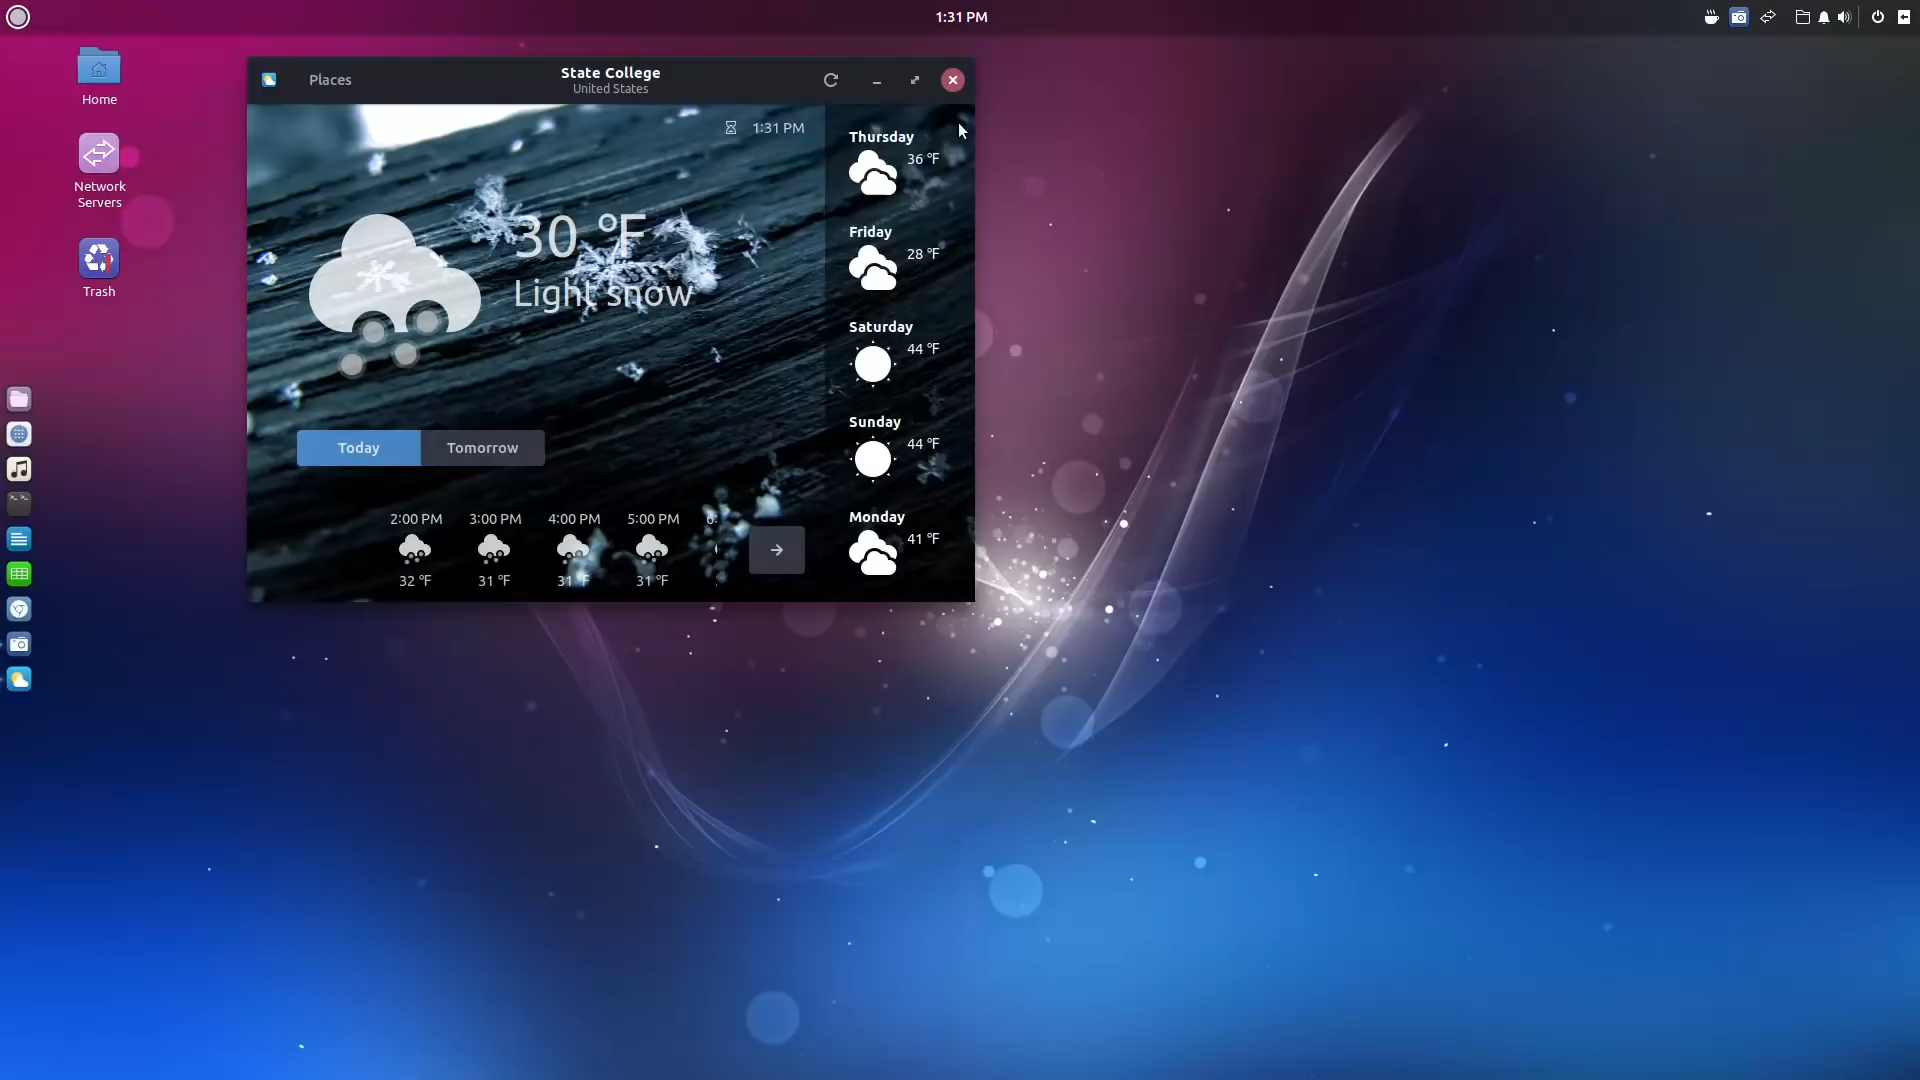 1:31 PM
Home
Network
Servers
Trash
Places
State College
United States
1:31 PM
30 °F
Light snow
Today
Tomorrow
2:00 PM
3:00 PM
4:00 PM
5:00 PM
6:
32 °F
31 °F
31 °F
31 °F
Thursday
36 °F
Friday
28 °F
Saturday
44 °F
Sunday
44 °F
Monday
41 °F